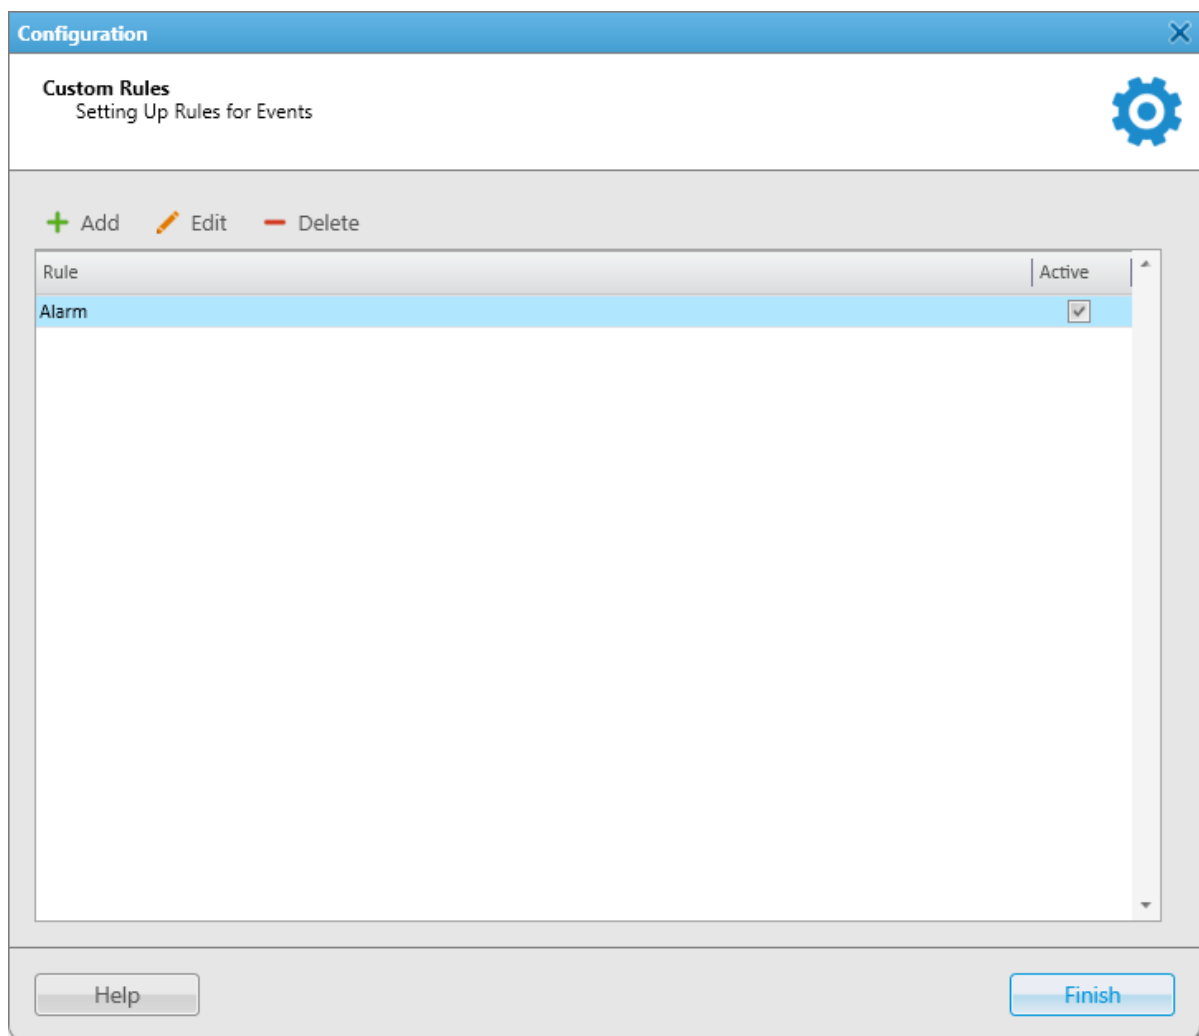 Configuration
Custom Rules
Setting Up Rules for Events
Add Edit Delete
Rule Active
Alarm
Help Finish